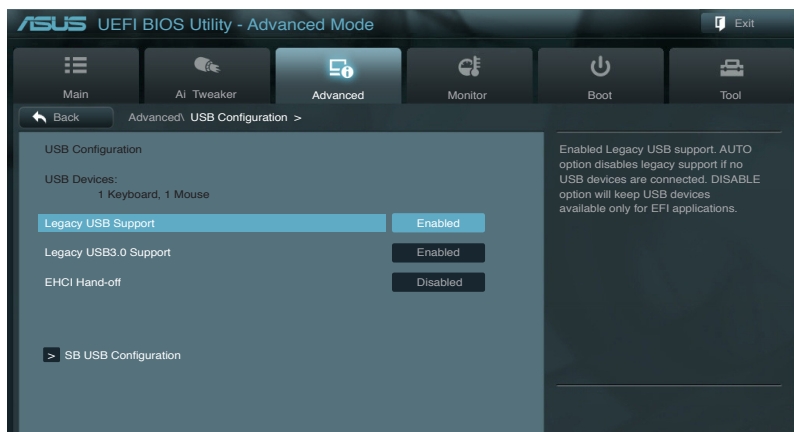 ASUS UEFI BIOS Utility - Advanced Mode
Exit
Main
Ai Tweaker
Advanced
Monitor
Boot
Tool
Back
Advanced\ USB Configuration >
USB Configuration
USB Devices:
1 Keyboard, 1 Mouse
Legacy USB Support Enabled
Legacy USB3.0 Support Enabled
EHCI Hand-off Disabled
> SB USB Configuration
Enabled Legacy USB support. AUTO
option disables legacy support if no
USB devices are connected. DISABLE
option will keep USB devices
available only for EFI applications.